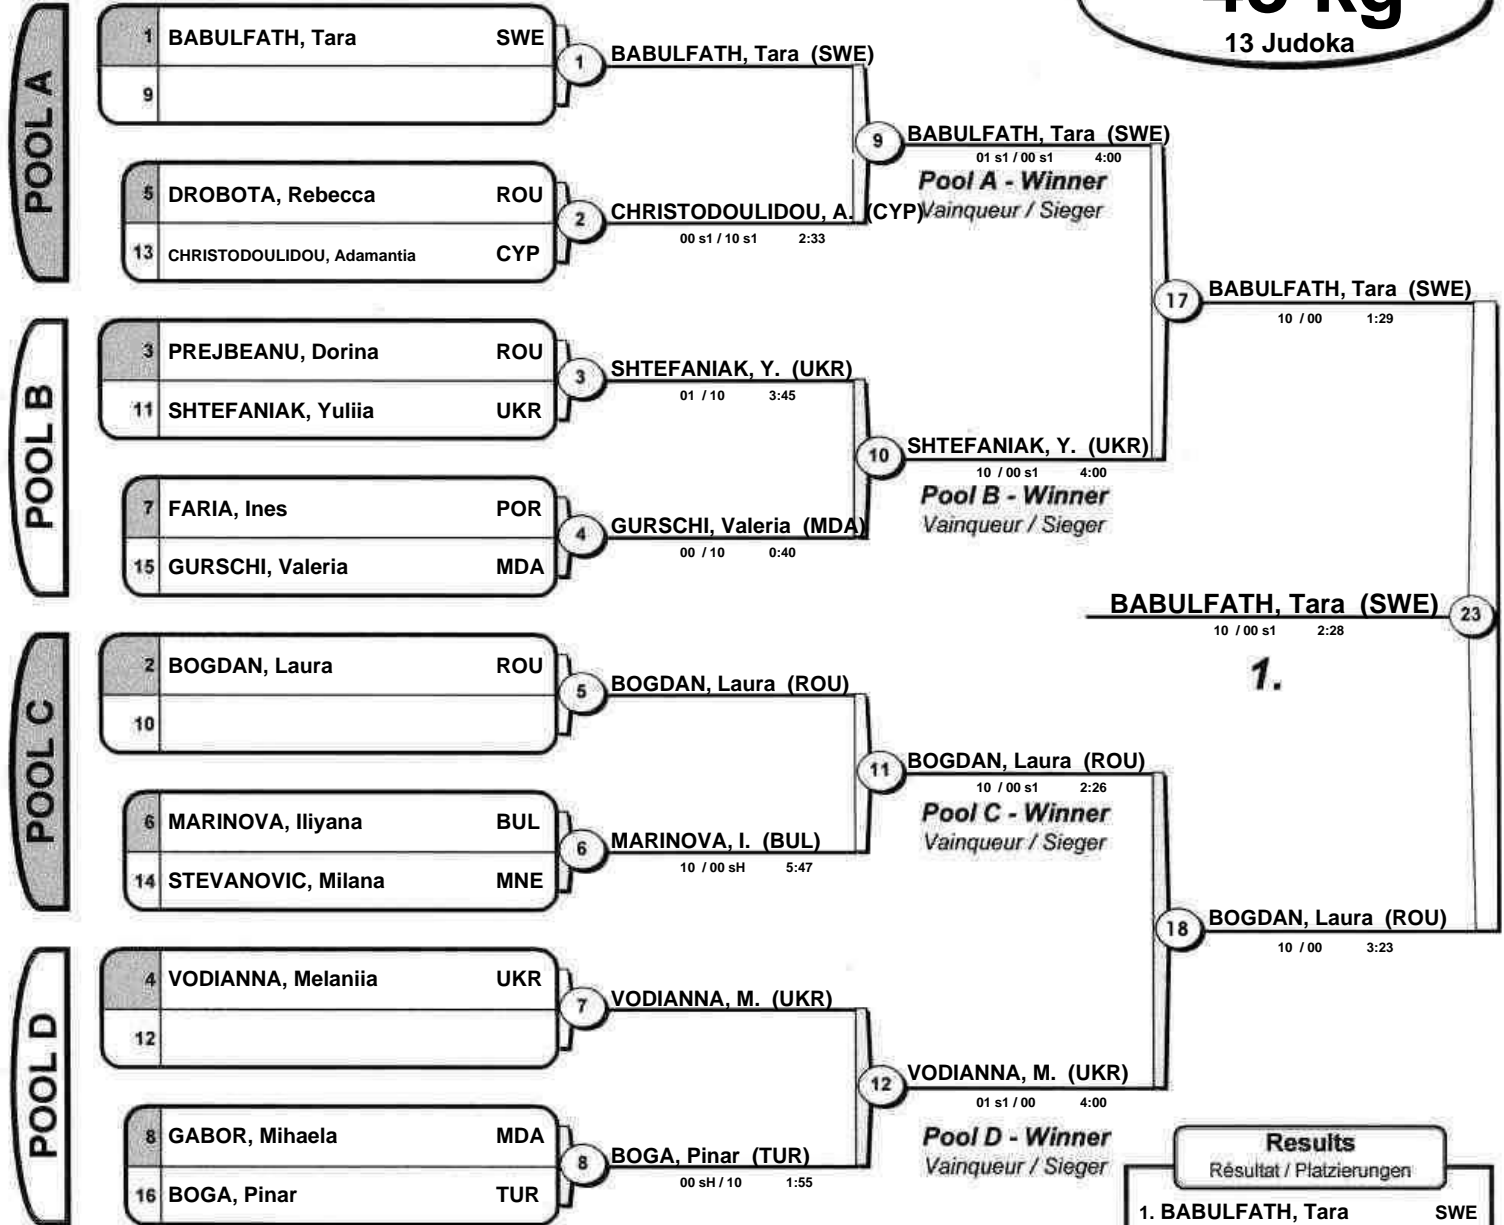 48 kg
13 Judoka
POOL A
1 BABULFATH, Tara SWE
9
1
BABULFATH, Tara (SWE)
5 DROBOTA, Rebecca ROU
13 CHRISTODOULIDOU, Adamantia CYP
2
CHRISTODOULIDOU, A. (CYP)
00 s1 / 10 s1 2:33
9
BABULFATH, Tara (SWE)
01 s1 / 00 s1 4:00
Pool A - Winner
Vainqueur / Sieger
POOL B
3 PREJBEANU, Dorina ROU
11 SHTEFANIAK, Yuliia UKR
3
SHTEFANIAK, Y. (UKR)
01 / 10 3:45
7 FARIA, Ines POR
15 GURSCHI, Valeria MDA
4
GURSCHI, Valeria (MDA)
00 / 10 0:40
10
SHTEFANIAK, Y. (UKR)
10 / 00 s1 4:00
Pool B - Winner
Vainqueur / Sieger
17
BABULFATH, Tara (SWE)
10 / 00 1:29
POOL C
2 BOGDAN, Laura ROU
10
5
BOGDAN, Laura (ROU)
6 MARINOVA, Iliyana BUL
14 STEVANOVIC, Milana MNE
6
MARINOVA, I. (BUL)
10 / 00 sH 5:47
11
BOGDAN, Laura (ROU)
10 / 00 s1 2:26
Pool C - Winner
Vainqueur / Sieger
POOL D
4 VODIANNA, Melaniia UKR
12
7
VODIANNA, M. (UKR)
8 GABOR, Mihaela MDA
16 BOGA, Pinar TUR
8
BOGA, Pinar (TUR)
00 sH / 10 1:55
12
VODIANNA, M. (UKR)
01 s1 / 00 4:00
Pool D - Winner
Vainqueur / Sieger
18
BOGDAN, Laura (ROU)
10 / 00 3:23
BABULFATH, Tara (SWE)
23
10 / 00 s1 2:28
1.
Results
Résultat / Platzierungen
1. BABULFATH, Tara SWE